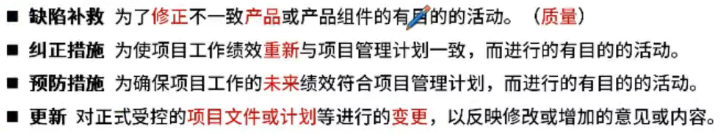 ■ 缺陷补救 为了修正不一致产品或产品组件的有目的的活动。（质量）
■ 纠正措施 为使项目工作绩效重新与项目管理计划一致，而进行的有目的的活动。
■ 预防措施 为确保项目工作的未来绩效符合项目管理计划，而进行的有目的的活动。
■ 更新 对正式受控的项目文件或计划等进行的变更，以反映修改或增加的意见或内容。